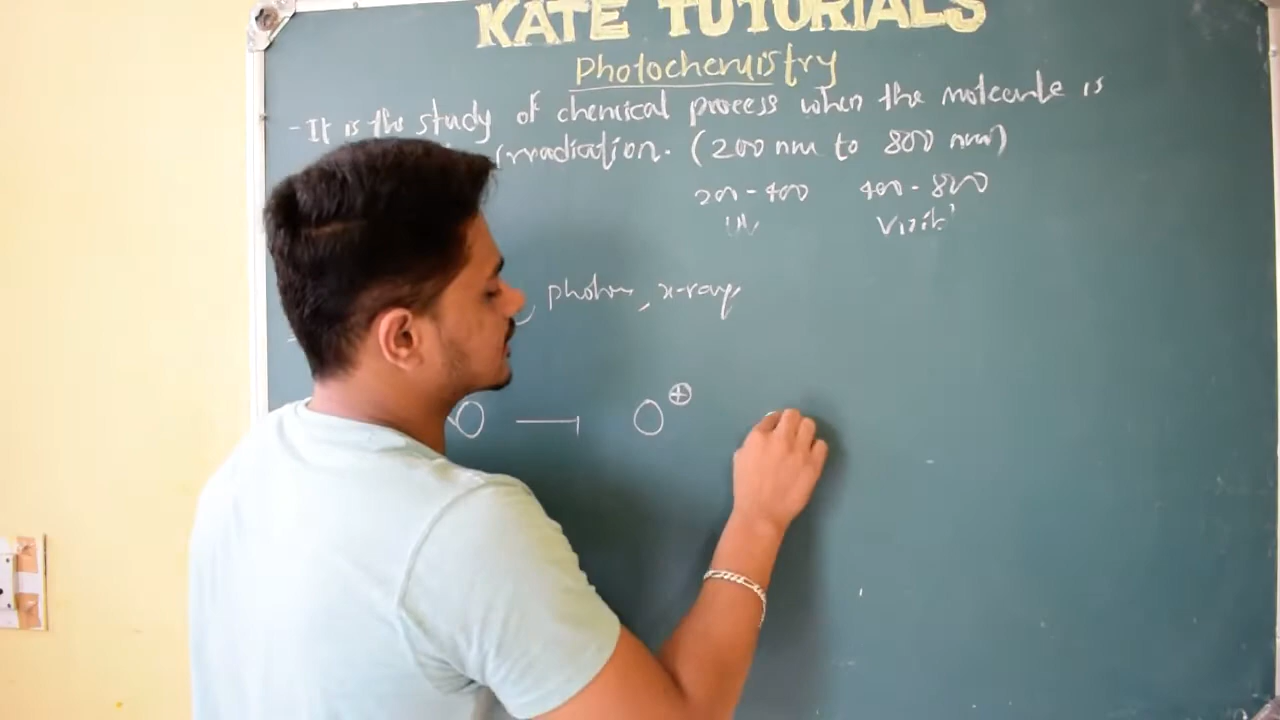 KATE TUTORIALS
Photochemistry
- It is the study of chemical process when the molecule is
irradiation. (200 nm to 800 nm)
200 - 400 400 - 800
UV Visib
photon, x-ray,
O — O ⊕